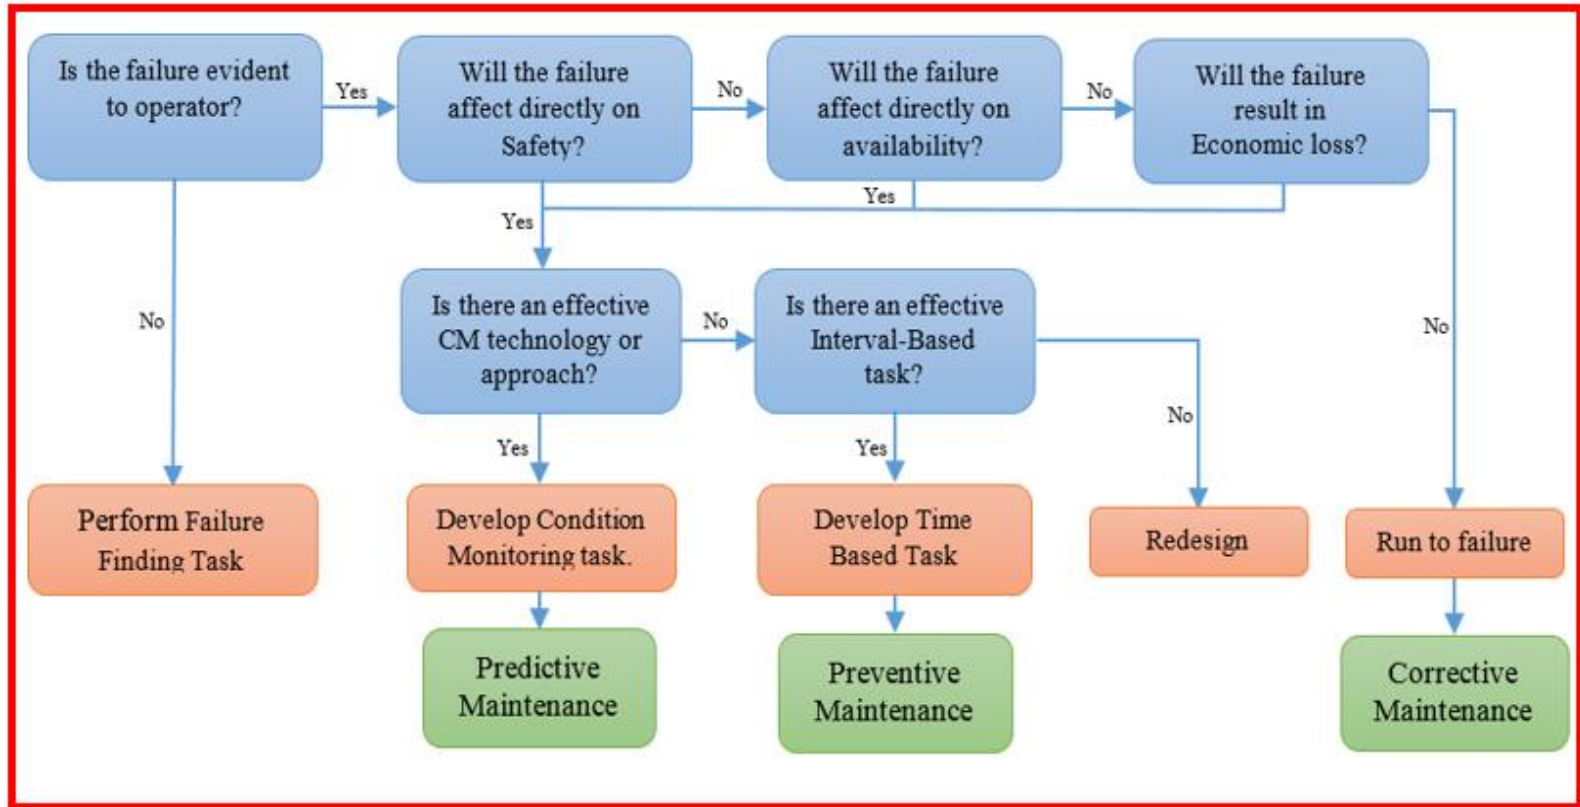 Is the failure evident
to operator?
Yes
Will the failure
affect directly on
Safety?
No
Will the failure
affect directly on
availability?
No
Will the failure
result in
Economic loss?
Yes
Yes
No
Is there an effective
CM technology or
approach?
No
Is there an effective
Interval-Based
task?
No
No
Yes
Yes
Perform Failure
Finding Task
Develop Condition
Monitoring task.
Develop Time
Based Task
Redesign
Run to failure
Predictive
Maintenance
Preventive
Maintenance
Corrective
Maintenance